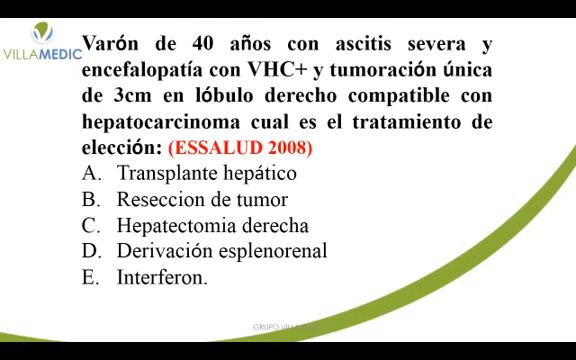 VILLAMEDIC
Varón de 40 años con ascitis severa y
encefalopatía con VHC+ y tumoración única
de 3cm en lóbulo derecho compatible con
hepatocarcinoma cual es el tratamiento de
elección: (ESSALUD 2008)
A. Transplante hepático
B. Reseccion de tumor
C. Hepatectomia derecha
D. Derivación esplenorenal
E. Interferon.
GRUPO